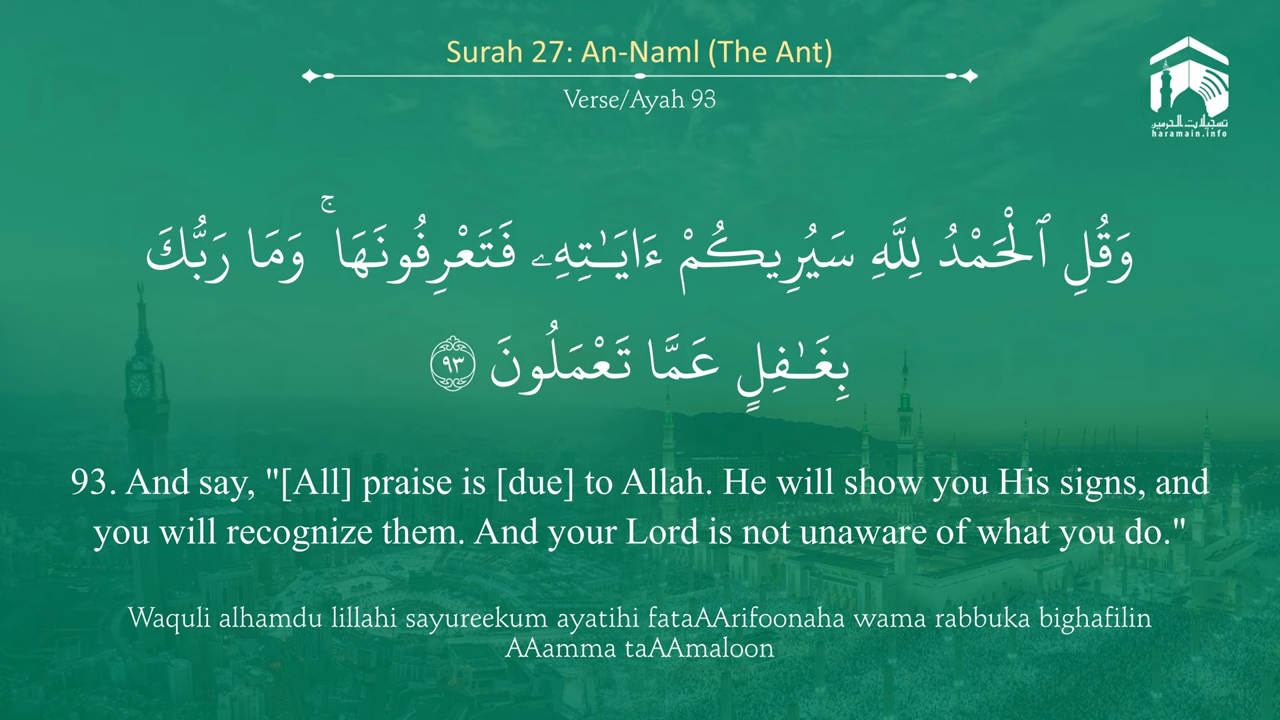 Surah 27: An-Naml (The Ant)
Verse/Ayah 93
تسجيلات الحرمين
haramain.info
وَقُلِ ٱلْحَمْدُ لِلَّهِ سَيُرِيكُمْ ءَايَـٰتِهِۦ فَتَعْرِفُونَهَا ۚ وَمَا رَبُّكَ
بِغَـٰفِلٍ عَمَّا تَعْمَلُونَ ٩٣
93. And say, "[All] praise is [due] to Allah. He will show you His signs, and
you will recognize them. And your Lord is not unaware of what you do."
Waquli alhamdu lillahi sayureekum ayatihi fataAArifoonaha wama rabbuka bighafilin
AAamma taAAmaloon